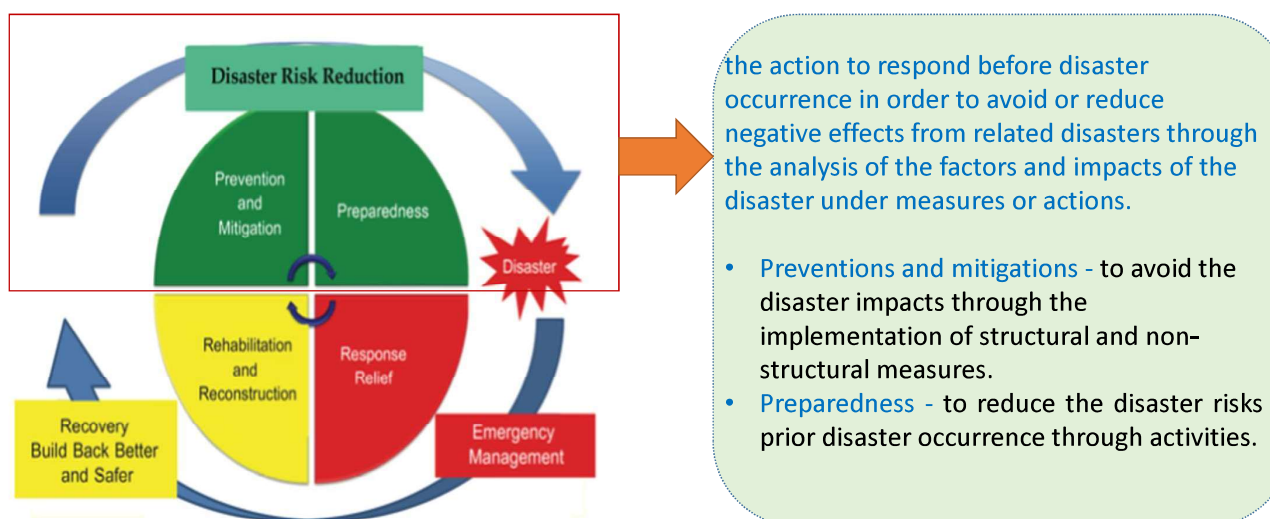 Disaster Risk Reduction
Prevention
and
Mitigation
Preparedness
Disaster
Rehabilitation
and
Reconstruction
Response
Relief
Recovery
Build Back Better
and Safer
Emergency
Management
the action to respond before disaster
occurrence in order to avoid or reduce
negative effects from related disasters through
the analysis of the factors and impacts of the
disaster under measures or actions.
• Preventions and mitigations - to avoid the
disaster impacts through the
implementation of structural and non-
structural measures.
• Preparedness - to reduce the disaster risks
prior disaster occurrence through activities.